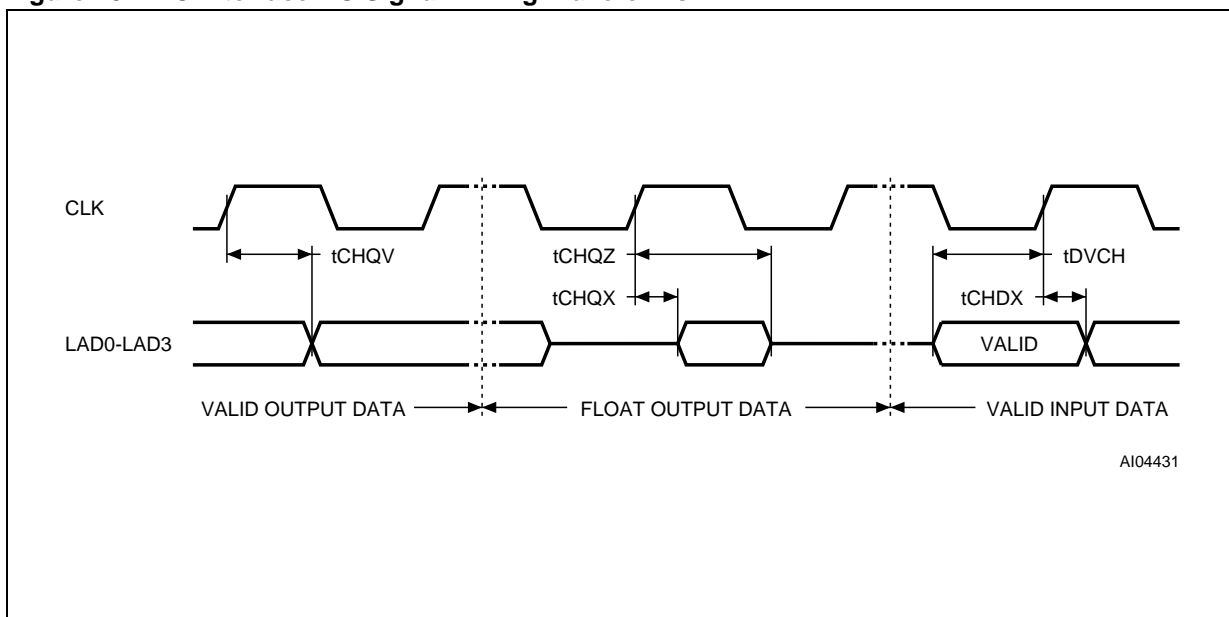 CLK
tCHQV
tCHQZ
tDVCH
tCHQX
tCHDX
LAD0-LAD3
VALID
VALID OUTPUT DATA
FLOAT OUTPUT DATA
VALID INPUT DATA
AI04431